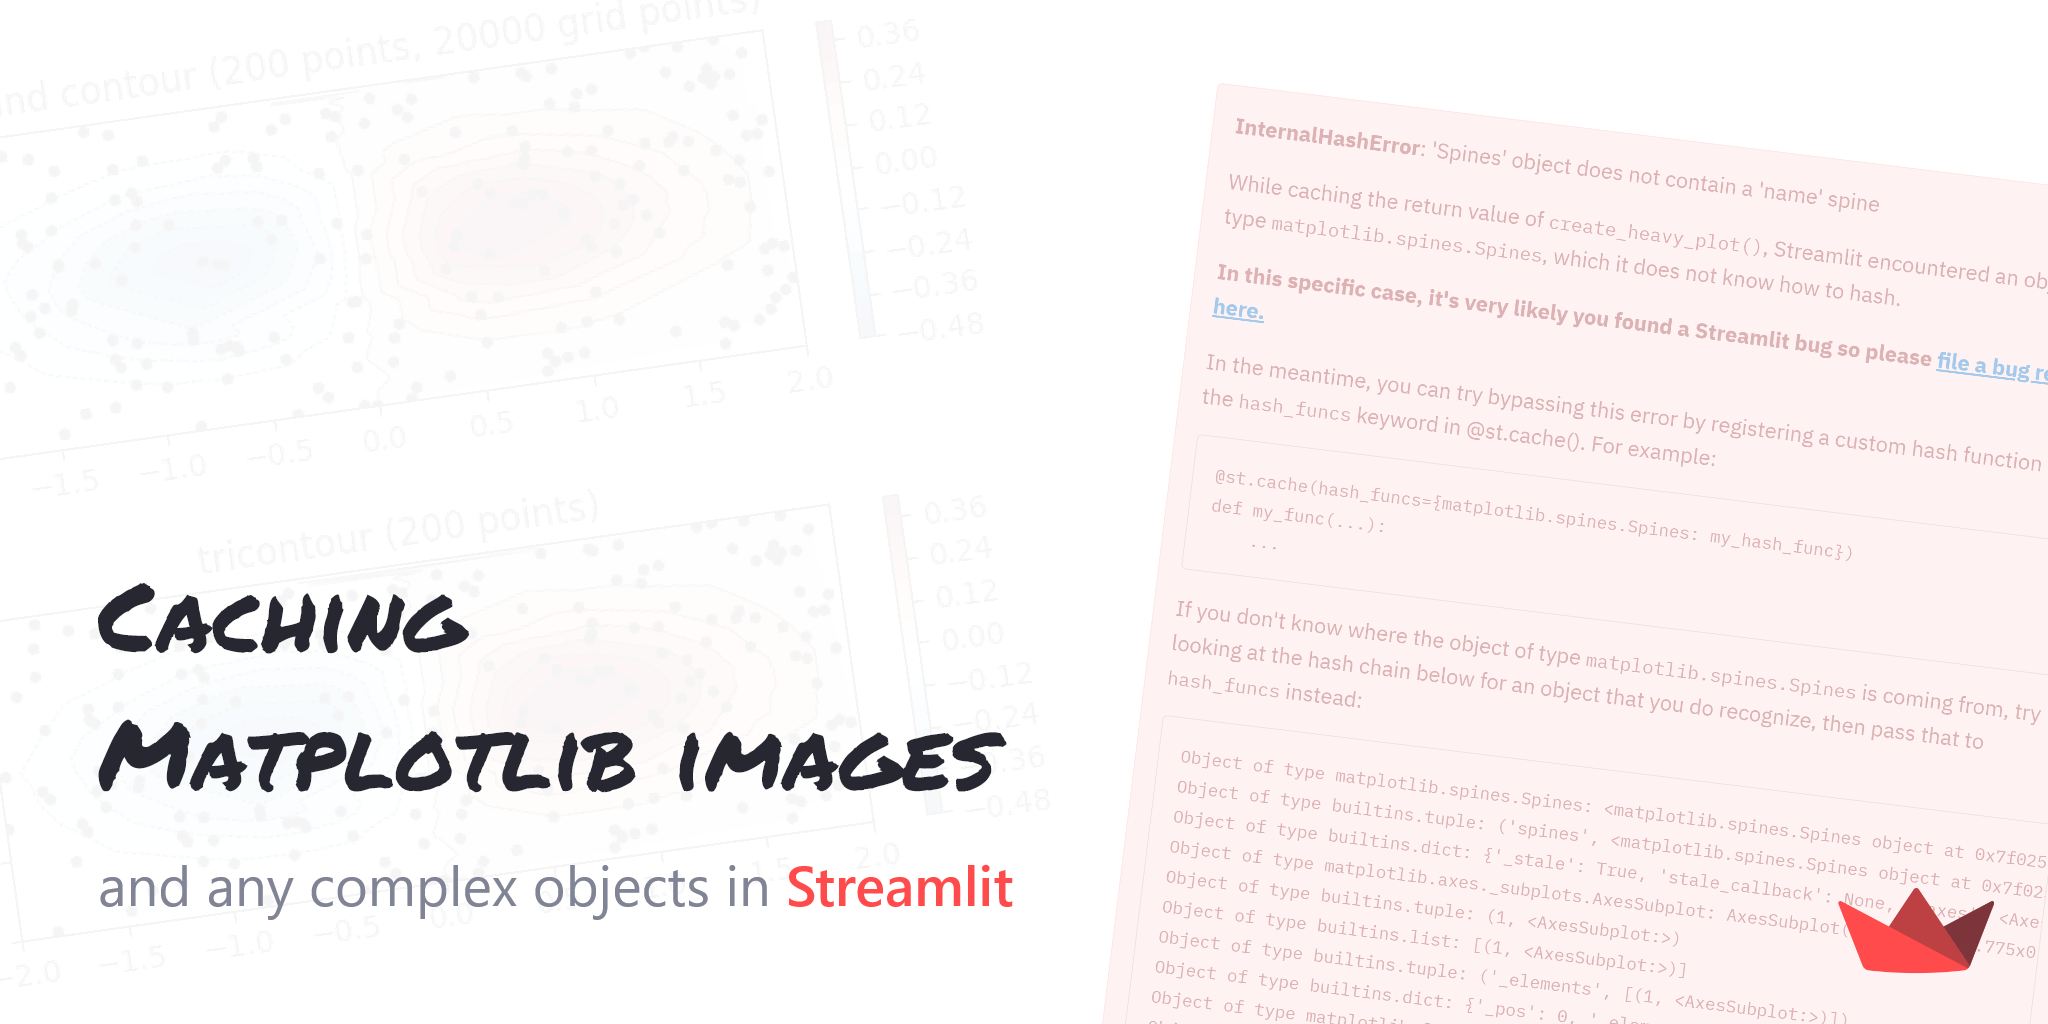 nd contour (200 points, 20000 grid points)
0.36
0.24
0.12
0.00
−0.12
−0.24
−0.36
−0.48
−1.5 −1.0 −0.5 0.0 0.5 1.0 1.5 2.0
tricontour (200 points)
0.36
0.24
0.12
0.00
−0.12
−0.24
0.36
−0.48
−2.0 −1.5 −1.0 −0.5 0.0 1.5 2.0
Caching
Matplotlib images
and any complex objects in Streamlit
InternalHashError: 'Spines' object does not contain a 'name' spine
While caching the return value of create_heavy_plot(), Streamlit encountered an obj
type matplotlib.spines.Spines, which it does not know how to hash.
In this specific case, it's very likely you found a Streamlit bug so please file a bug re
here.
In the meantime, you can try bypassing this error by registering a custom hash function
the hash_funcs keyword in @st.cache(). For example:
@st.cache(hash_funcs={matplotlib.spines.Spines: my_hash_func})
def my_func(...):
...
If you don't know where the object of type matplotlib.spines.Spines is coming from, try
looking at the hash chain below for an object that you do recognize, then pass that to
hash_funcs instead:
Object of type matplotlib.spines.Spines: <matplotlib.spines.Spines object at 0x7f025
Object of type builtins.tuple: ('spines', <matplotlib.spines.Spines object at 0x7f02
Object of type builtins.dict: {'_stale': True, 'stale_callback': None, 'axes': <Axe
Object of type matplotlib.axes._subplots.AxesSubplot: AxesSubplot( .775x0
Object of type builtins.tuple: (1, <AxesSubplot:>)
Object of type builtins.list: [(1, <AxesSubplot:>)]
Object of type builtins.tuple: ('_elements', [(1, <AxesSubplot:>)])
Object of type builtins.dict: {'_pos': 0, '_elem
Object of type matplotlib.